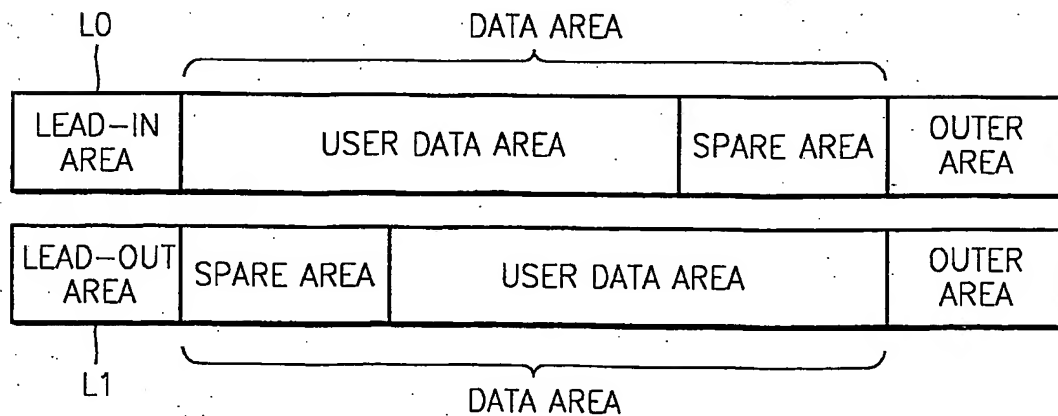 L0
DATA AREA
LEAD-IN
AREA
USER DATA AREA
SPARE AREA
OUTER
AREA
LEAD-OUT
AREA
SPARE AREA
USER DATA AREA
OUTER
AREA
L1
DATA AREA